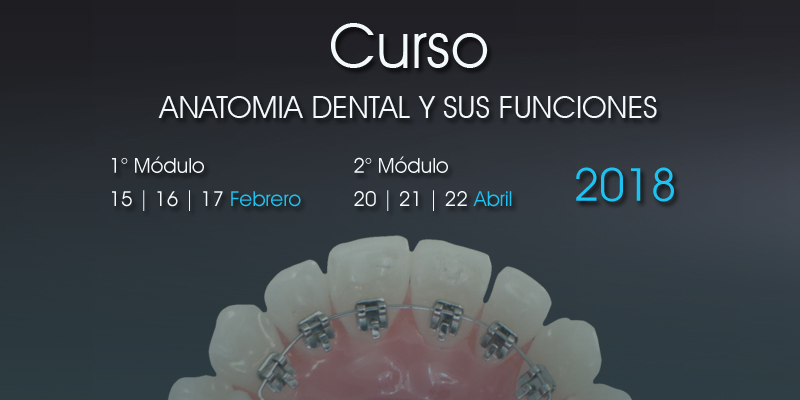 Curso
ANATOMIA DENTAL Y SUS FUNCIONES
1° Módulo
15 | 16 | 17 Febrero
2° Módulo
20 | 21 | 22 Abril
2018